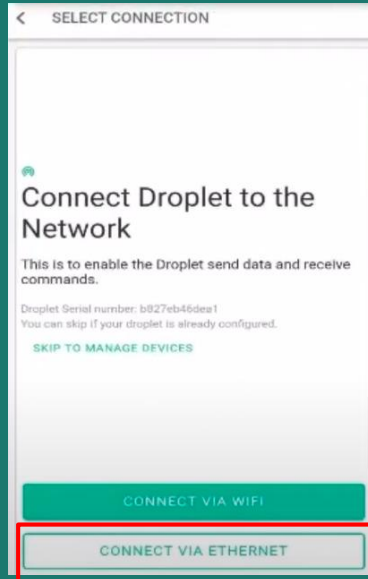 SELECT CONNECTION
Connect Droplet to the
Network
This is to enable the Droplet send data and receive
commands.
Droplet Serial number: b827eb46dea1
You can skip if your droplet is already configured.
SKIP TO MANAGE DEVICES
CONNECT VIA WIFI
CONNECT VIA ETHERNET